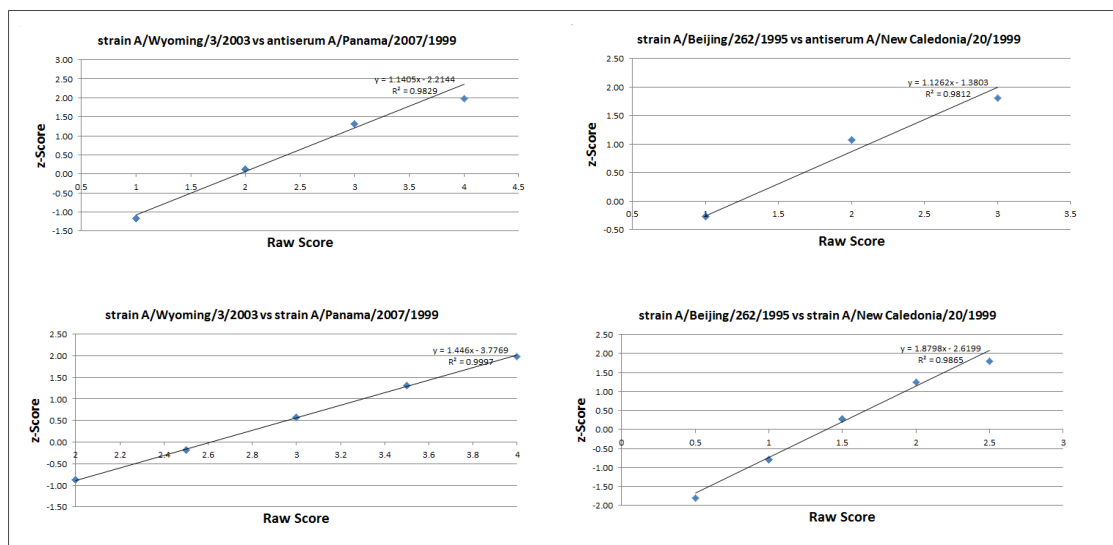 strain A/Wyoming/3/2003 vs antiserum A/Panama/2007/1999
3.00
2.50
2.00
1.50
1.00
0.50
0.00
-0.50
-1.00
-1.50
z-Score
y = 1.1405x - 2.2144
R² = 0.9829
0.5 1 1.5 2 2.5 3 3.5 4 4.5
Raw Score
strain A/Beijing/262/1995 vs antiserum A/New Caledonia/20/1999
2.50
2.00
1.50
1.00
0.50
0.00
-0.50
z-Score
y = 1.1262x - 1.3803
R² = 0.9812
0.5 1 1.5 2 2.5 3 3.5
Raw Score
strain A/Wyoming/3/2003 vs strain A/Panama/2007/1999
2.50
2.00
1.50
1.00
0.50
0.00
-0.50
-1.00
-1.50
z-Score
y = 1.446x - 3.7769
R² = 0.9997
2 2.2 2.4 2.6 2.8 3 3.2 3.4 3.6 3.8 4
Raw Score
strain A/Beijing/262/1995 vs strain A/New Caledonia/20/1999
2.50
2.00
1.50
1.00
0.50
0.00
-0.50
-1.00
-1.50
-2.00
z-Score
y = 1.8798x - 2.6199
R² = 0.9865
0 0.5 1 1.5 2 2.5 3
Raw Score